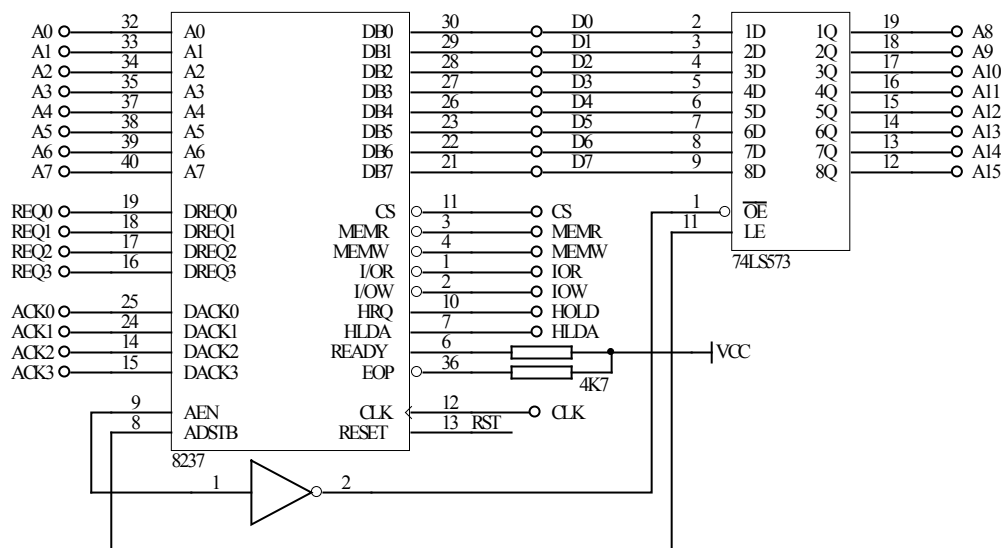 A0 32 A0 DB0 30 D0 2 1D 1Q 19 A8
A1 33 A1 DB1 29 D1 3 2D 2Q 18 A9
A2 34 A2 DB2 28 D2 4 3D 3Q 17 A10
A3 35 A3 DB3 27 D3 5 4D 4Q 16 A11
A4 37 A4 DB4 26 D4 6 5D 5Q 15 A12
A5 38 A5 DB5 23 D5 7 6D 6Q 14 A13
A6 39 A6 DB6 22 D6 8 7D 7Q 13 A14
A7 40 A7 DB7 21 D7 9 8D 8Q 12 A15
REQ0 19 DREQ0 CS 11 CS 1 OE
REQ1 18 DREQ1 MEMR 3 MEMR 11 LE
REQ2 17 DREQ2 MEMW 4 MEMW 74LS573
REQ3 16 DREQ3 I/OR 1 IOR
I/OW 2 IOW
ACK0 25 DACK0 HRQ 10 HOLD
ACK1 24 DACK1 HLDA 7 HLDA
ACK2 14 DACK2 READY 6 VCC
ACK3 15 DACK3 EOP 36 4K7
9 AEN CLK 12 CLK
8 ADSTB RESET 13 RST
8237
1 2